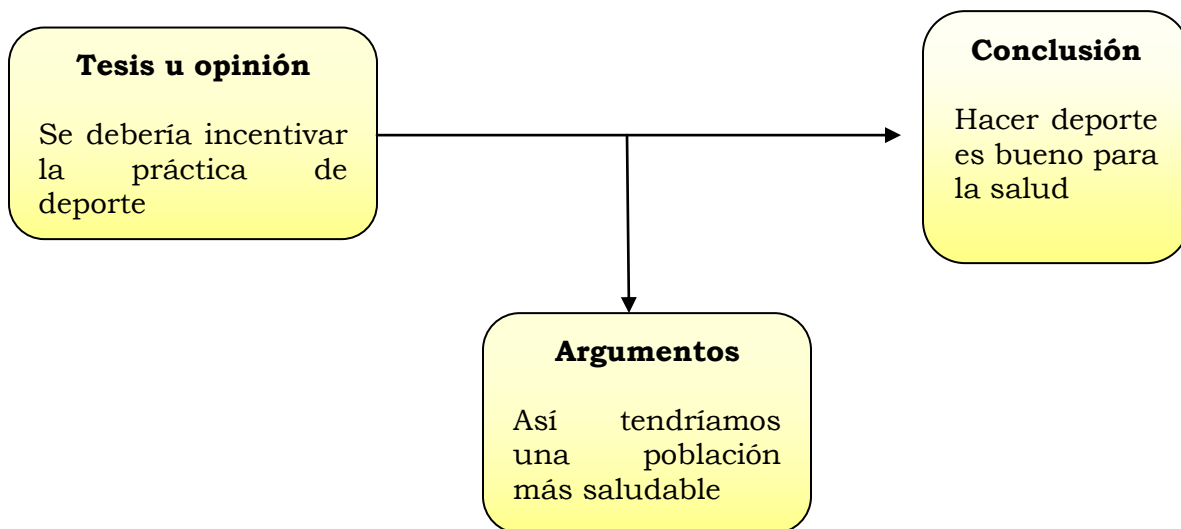 Tesis u opinión
Se debería incentivar
la práctica de
deporte
Conclusión
Hacer deporte
es bueno para
la salud
Argumentos
Así tendríamos
una población
más saludable